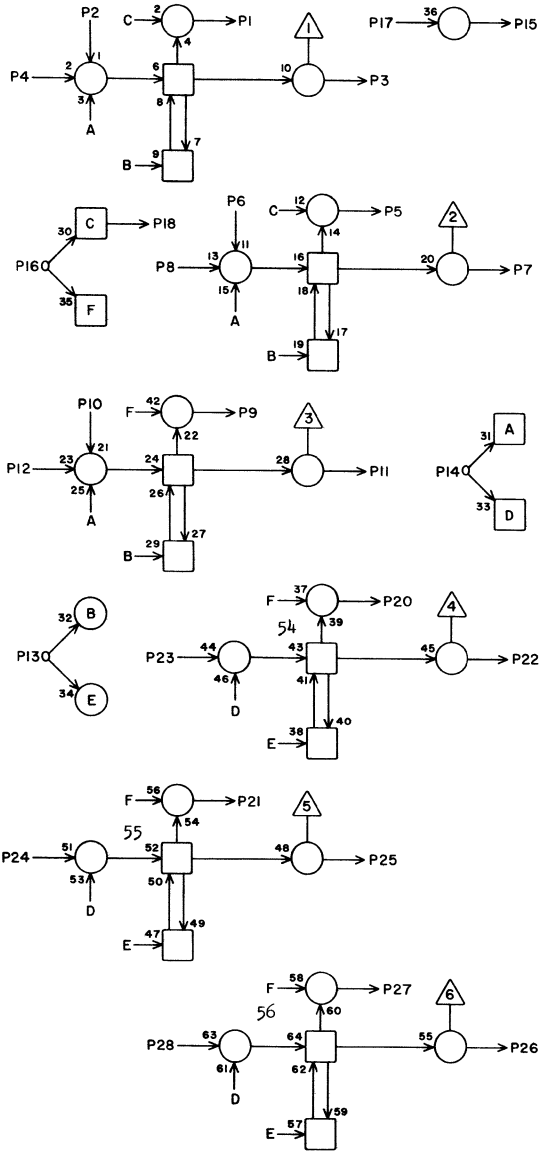 P2 C 2 P1 1 P17 36 P15
4
P4 2 1 6 10 P3
3 8
A 7
B 9
P6 C 12 P5 2
30 C P18 11 14
P16 P8 13 16 20 P7
35 F 15 18
A 17
B 19
P10 F 42 P9 3 31 A
21 22
P12 23 24 28 P11 P14
25 26 33 D
A 27
B 29
32 B F 37 P20 4
54 39
P13 P23 44 43 45 P22
34 E 46 41
D 40
E 38
F 56 P21 5
55 54
P24 51 52 48 P25
53 50
D 49
E 47
F 58 P27 6
56 60
P28 63 64 55 P26
61 62
D 59
E 57